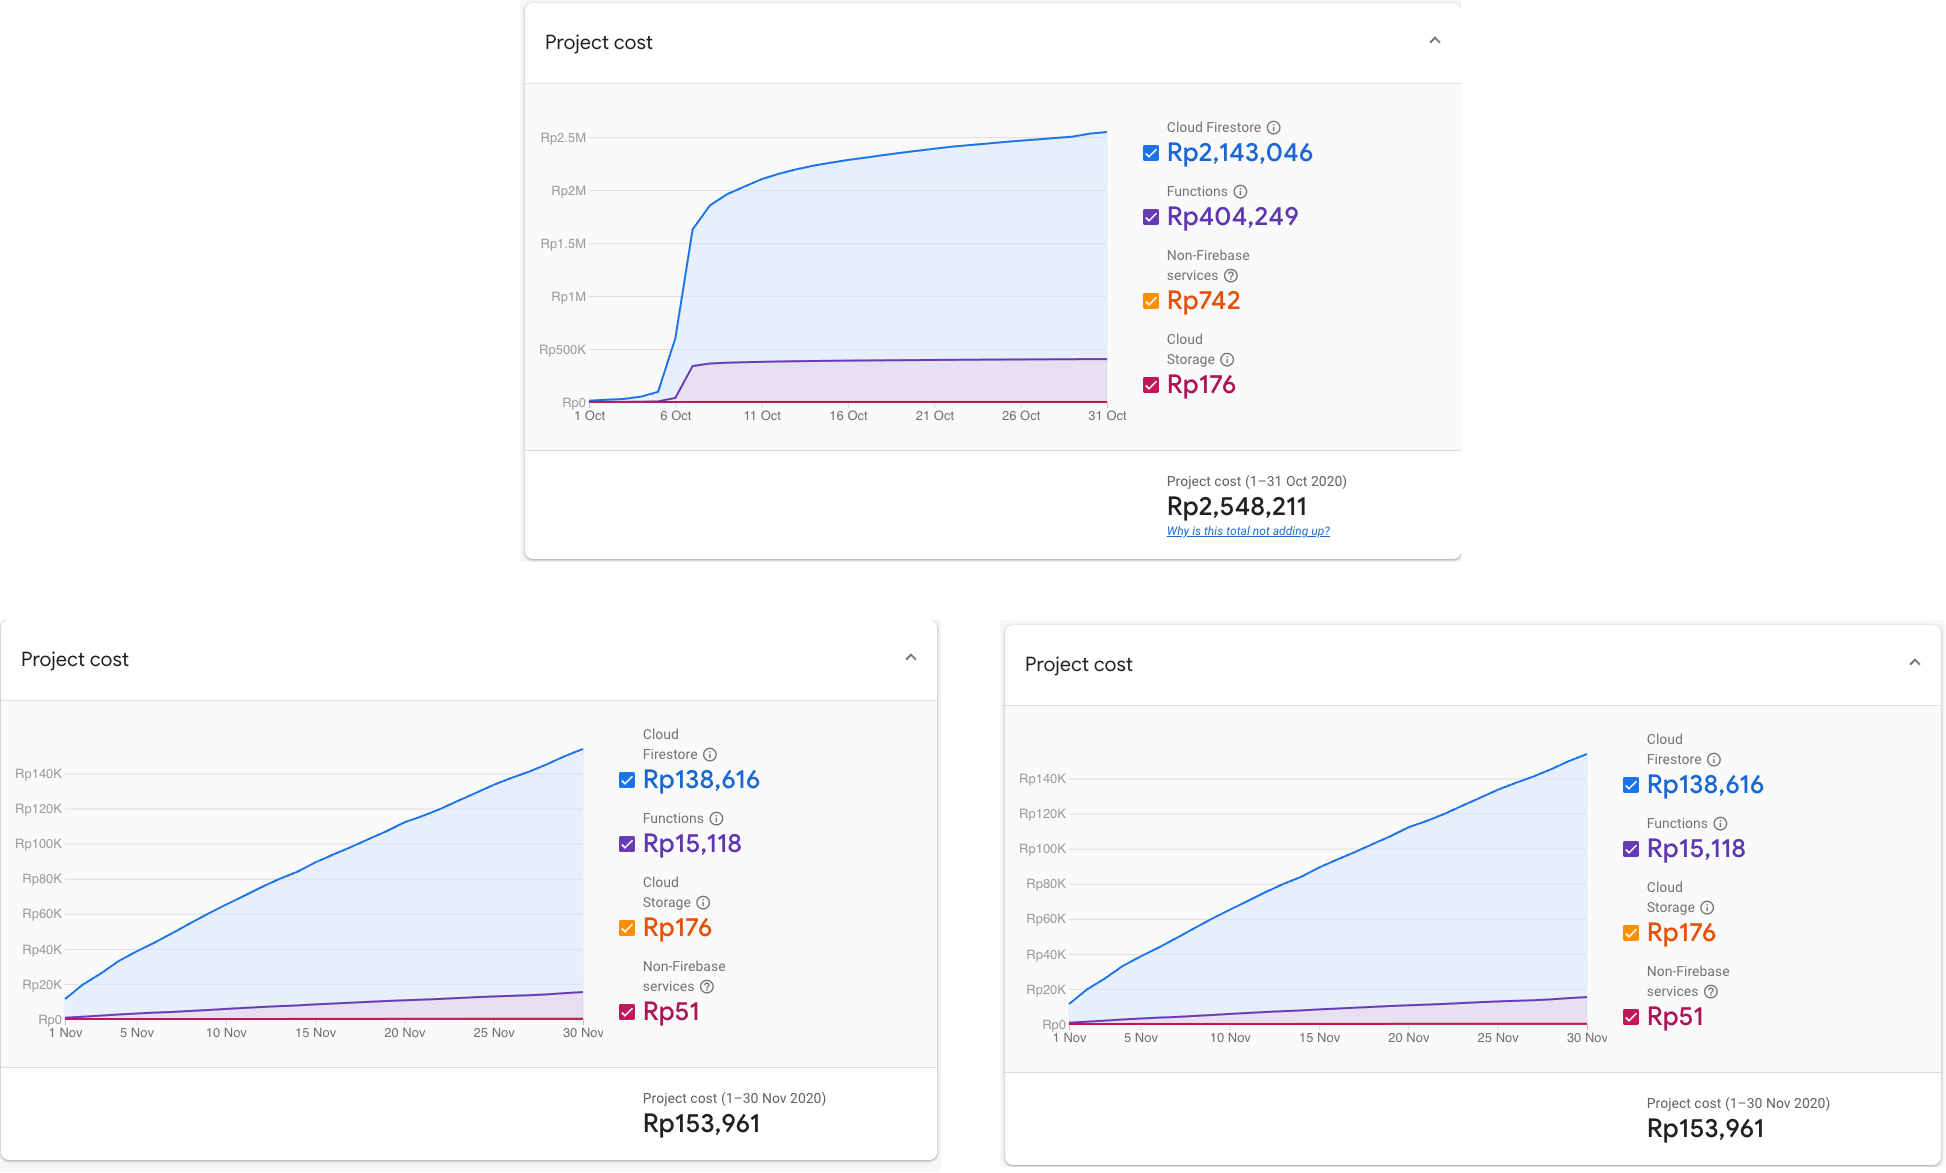 Project cost
Rp2.5M
Rp2M
Rp1.5M
Rp1M
Rp500K
Rp0
1 Oct 6 Oct 11 Oct 16 Oct 21 Oct 26 Oct 31 Oct
Cloud Firestore
Rp2,143,046
Functions
Rp404,249
Non-Firebase
services
Rp742
Cloud
Storage
Rp176
Project cost (1–31 Oct 2020)
Rp2,548,211
Why is this total not adding up?
Project cost
Rp140K
Rp120K
Rp100K
Rp80K
Rp60K
Rp40K
Rp20K
Rp0
1 Nov 5 Nov 10 Nov 15 Nov 20 Nov 25 Nov 30 Nov
Cloud
Firestore
Rp138,616
Functions
Rp15,118
Cloud
Storage
Rp176
Non-Firebase
services
Rp51
Project cost (1–30 Nov 2020)
Rp153,961
Project cost
Rp140K
Rp120K
Rp100K
Rp80K
Rp60K
Rp40K
Rp20K
Rp0
1 Nov 5 Nov 10 Nov 15 Nov 20 Nov 25 Nov 30 Nov
Cloud
Firestore
Rp138,616
Functions
Rp15,118
Cloud
Storage
Rp176
Non-Firebase
services
Rp51
Project cost (1–30 Nov 2020)
Rp153,961